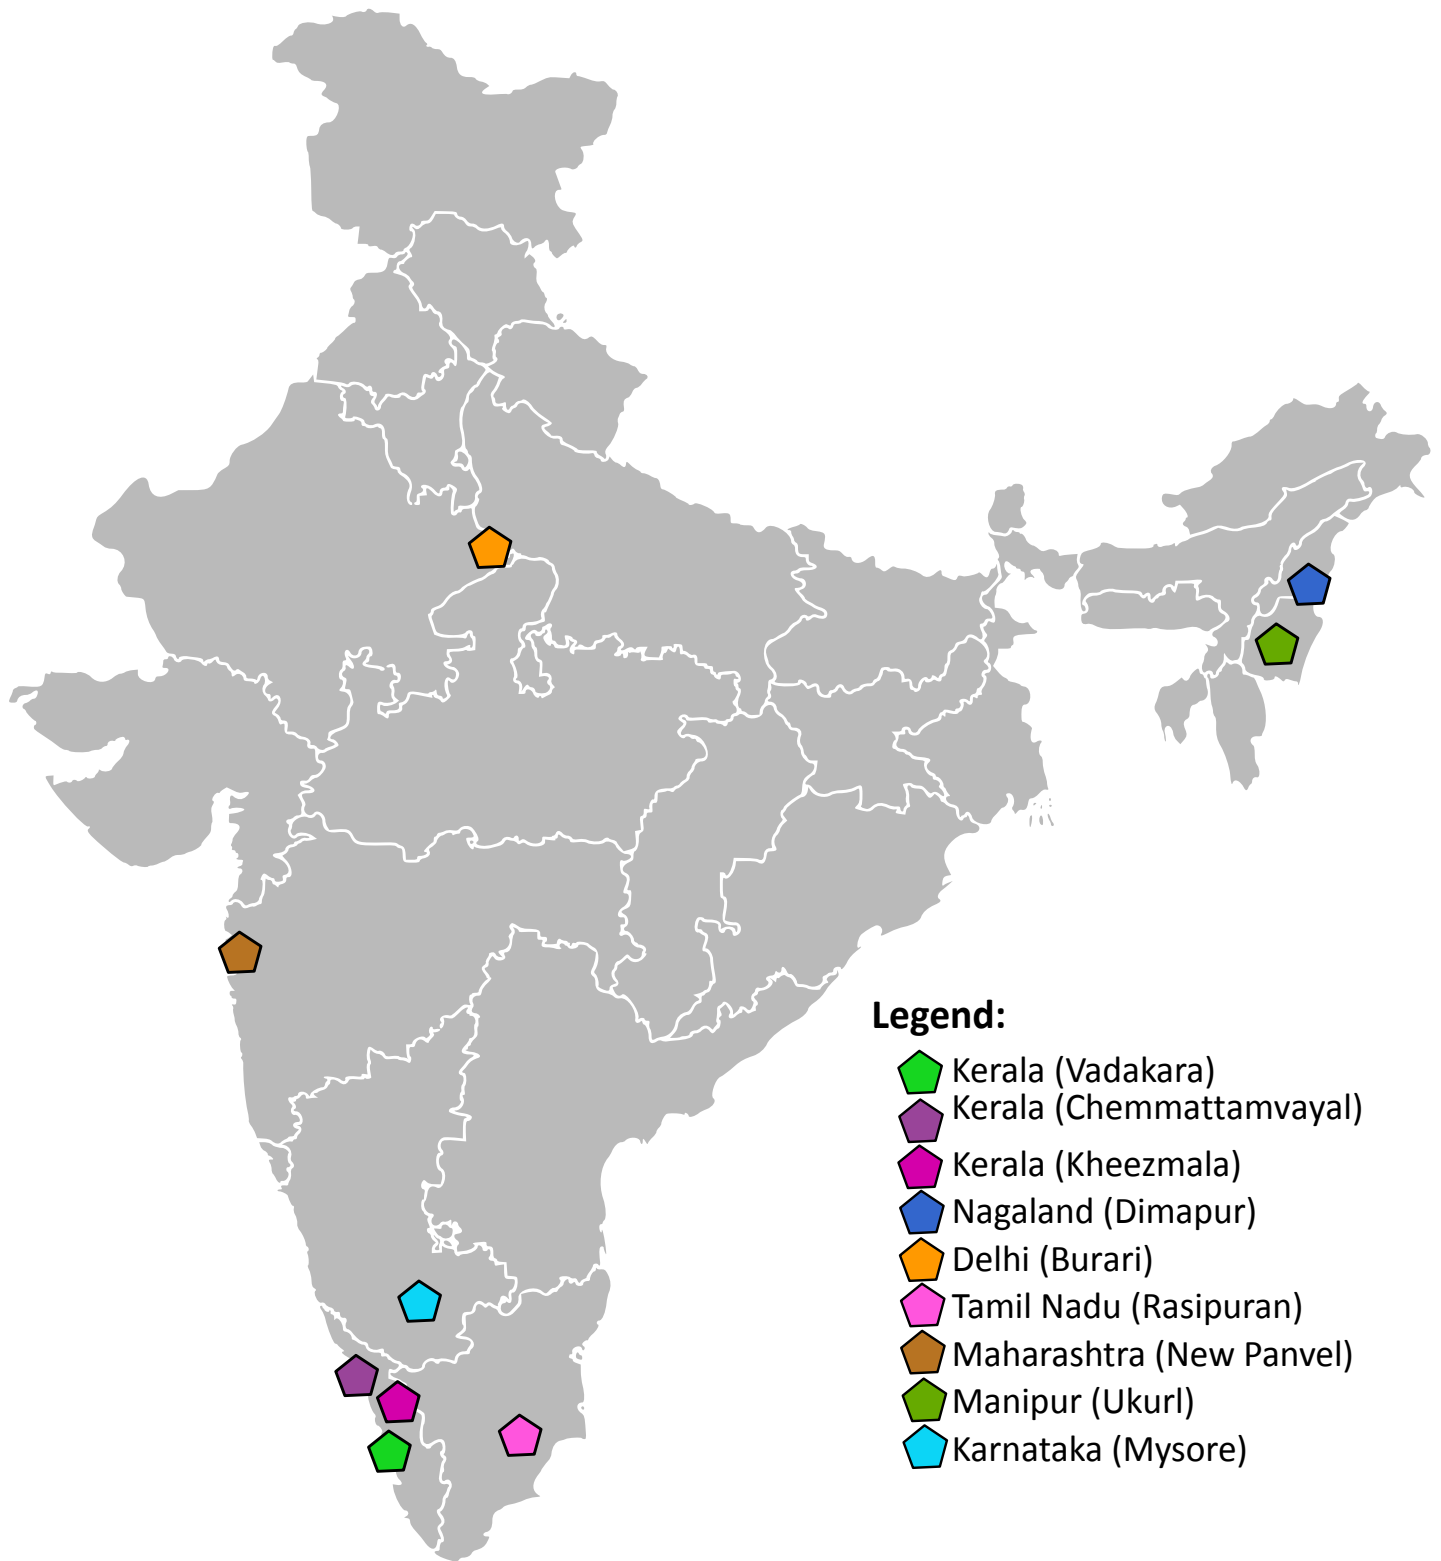 Legend:
Kerala (Vadakara)
Kerala (Chemmattamvayal)
Kerala (Kheezmala)
Nagaland (Dimapur)
Delhi (Burari)
Tamil Nadu (Rasipuran)
Maharashtra (New Panvel)
Manipur (Ukurl)
Karnataka (Mysore)